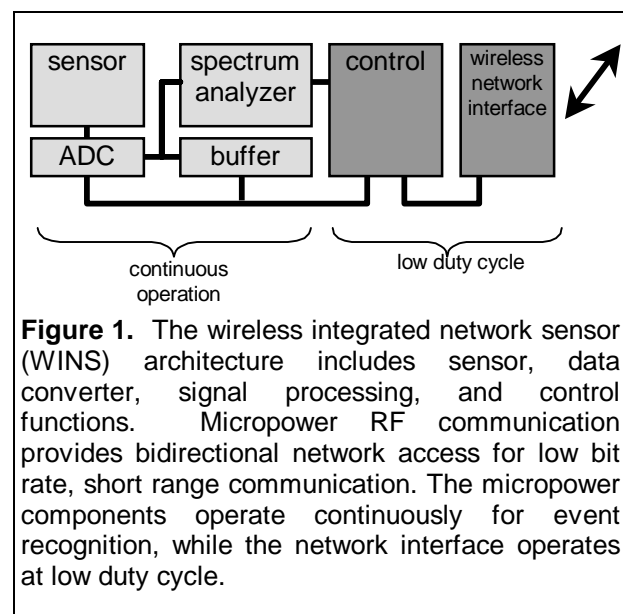 sensor
spectrum
analyzer
control
wireless
network
interface
ADC
buffer
continuous
operation
low duty cycle
Figure 1. The wireless integrated network sensor
(WINS) architecture includes sensor, data
converter, signal processing, and control
functions. Micropower RF communication
provides bidirectional network access for low bit
rate, short range communication. The micropower
components operate continuously for event
recognition, while the network interface operates
at low duty cycle.